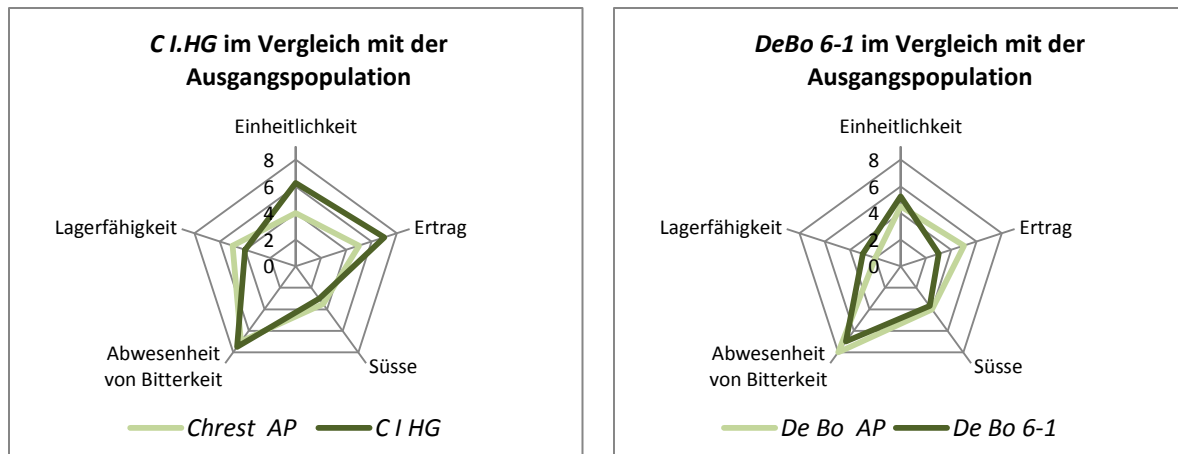 C I.HG im Vergleich mit der
Ausgangspopulation
Einheitlichkeit
8
6
4
2
0
Lagerfähigkeit
Ertrag
Abwesenheit
von Bitterkeit
Süsse
Chrest AP
C I HG
DeBo 6-1 im Vergleich mit der
Ausgangspopulation
Einheitlichkeit
8
6
4
2
0
Lagerfähigkeit
Ertrag
Abwesenheit
von Bitterkeit
Süsse
De Bo AP
De Bo 6-1